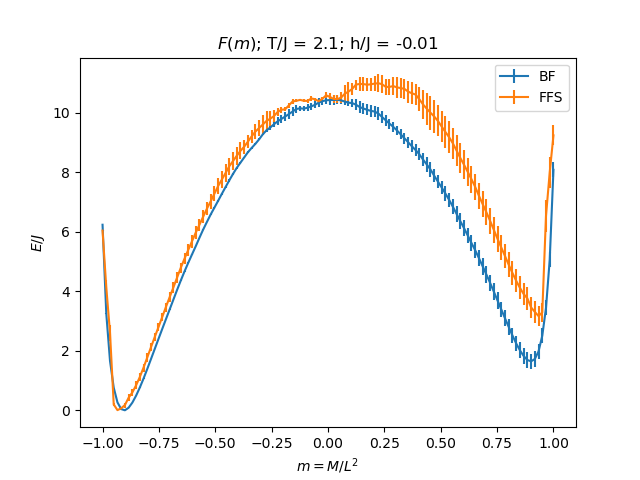 F(m); T/J = 2.1; h/J = -0.01
BF
FFS
E/J
10
8
6
4
2
0
−1.00 −0.75 −0.50 −0.25 0.00 0.25 0.50 0.75 1.00
m = M/L²